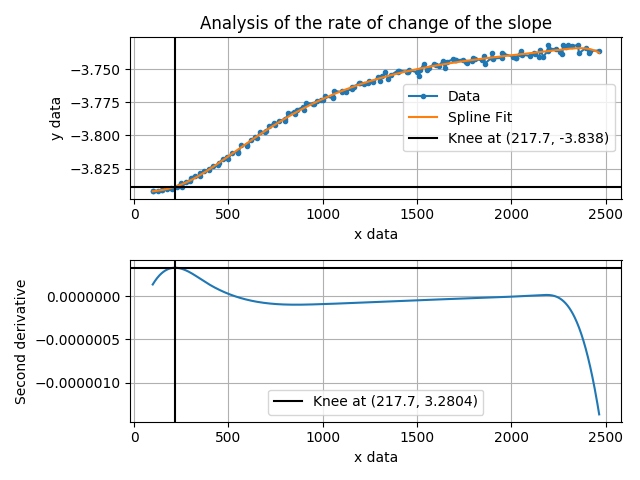 Analysis of the rate of change of the slope
y data
−3.750
−3.775
−3.800
−3.825
Data
Spline Fit
Knee at (217.7, -3.838)
0
500
1000
1500
2000
2500
x data
Second derivative
0.0000000
−0.0000005
−0.0000010
Knee at (217.7, 3.2804)
0
500
1000
1500
2000
2500
x data